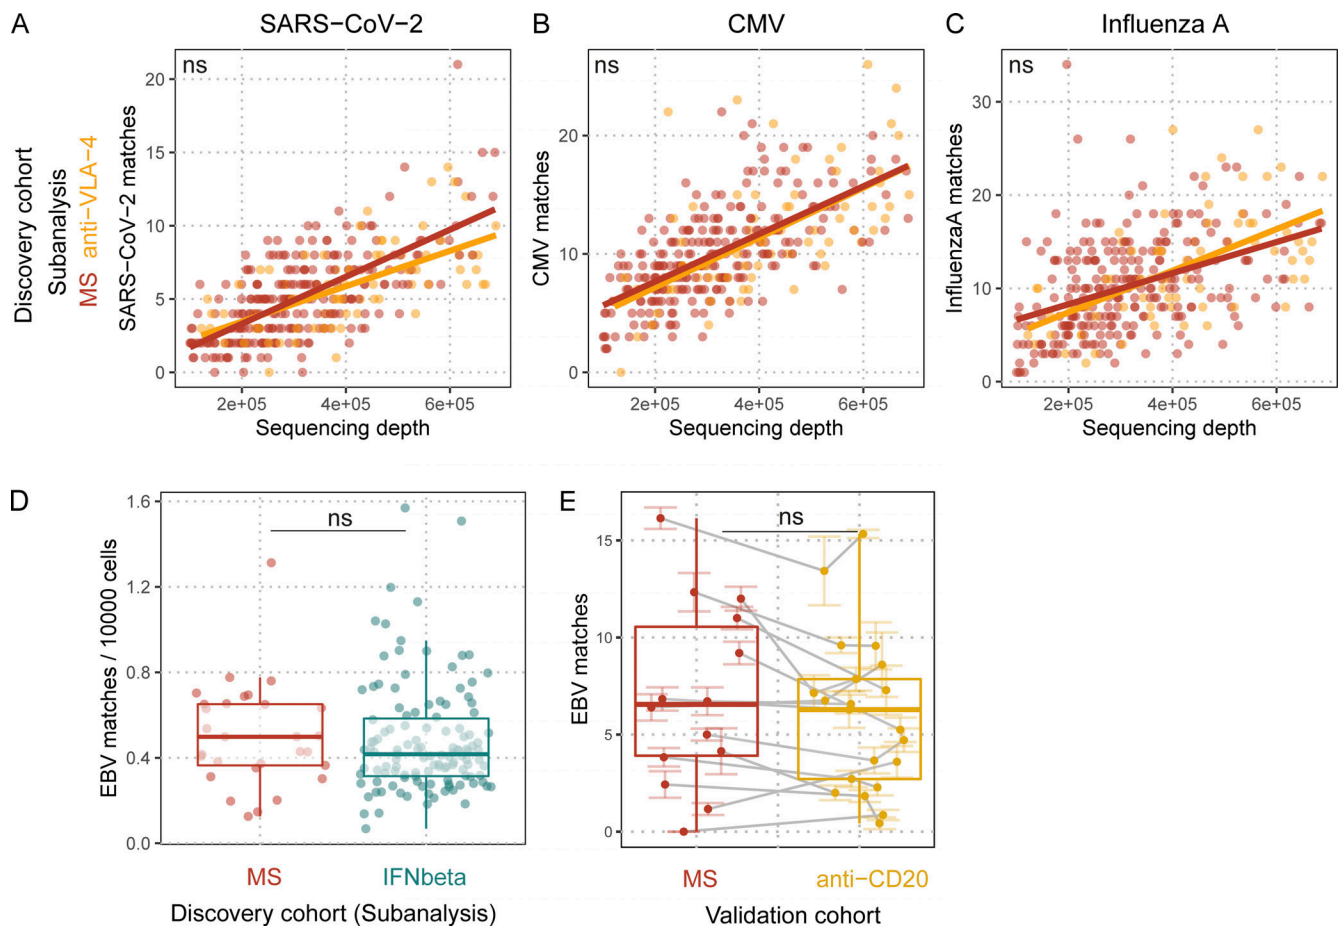 A
SARS−CoV−2
B
CMV
C
Influenza A
Discovery cohort
Subanalysis
MS anti−VLA−4
SARS−CoV−2 matches
ns
20
15
10
5
0
2e+05 4e+05 6e+05
Sequencing depth
CMV matches
ns
20
10
0
2e+05 4e+05 6e+05
Sequencing depth
InfluenzaA matches
ns
30
20
10
0
2e+05 4e+05 6e+05
Sequencing depth
D
EBV matches / 10000 cells
1.6
1.2
0.8
0.4
0.0
ns
MS IFNbeta
Discovery cohort (Subanalysis)
E
EBV matches
15
10
5
0
ns
MS anti−CD20
Validation cohort